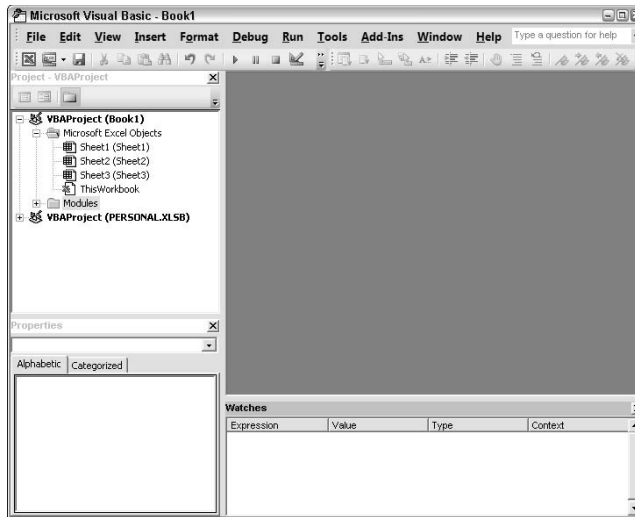 Microsoft Visual Basic - Book1
File Edit View Insert Format Debug Run Tools Add-Ins Window Help Type a question for help
Project - VBAProject
VBAProject (Book1)
Microsoft Excel Objects
Sheet1 (Sheet1)
Sheet2 (Sheet2)
Sheet3 (Sheet3)
ThisWorkbook
Modules
VBAProject (PERSONAL.XLSB)
Properties
Alphabetic Categorized
Watches
Expression Value Type Context